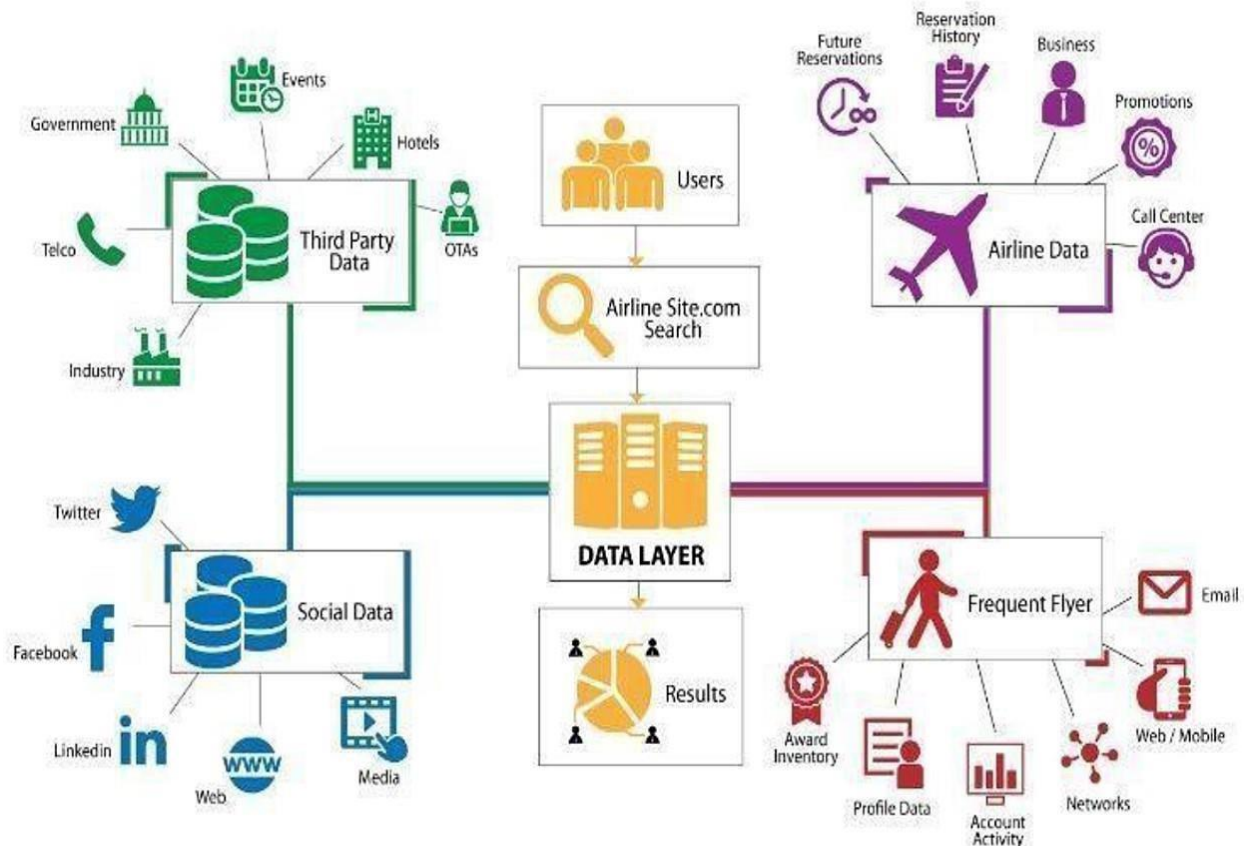 Government
Events
Hotels
OTAs
Telco
Industry
Third Party
Data
Users
Airline Site.com
Search
DATA LAYER
Results
Future
Reservations
Reservation
History
Business
Promotions
Call Center
Airline Data
Twitter
Facebook
Linkedin
in
Web
WWW
Media
Social Data
Frequent Flyer
Email
Web / Mobile
Networks
Account
Activity
Profile Data
Award
Inventory
H
%
f